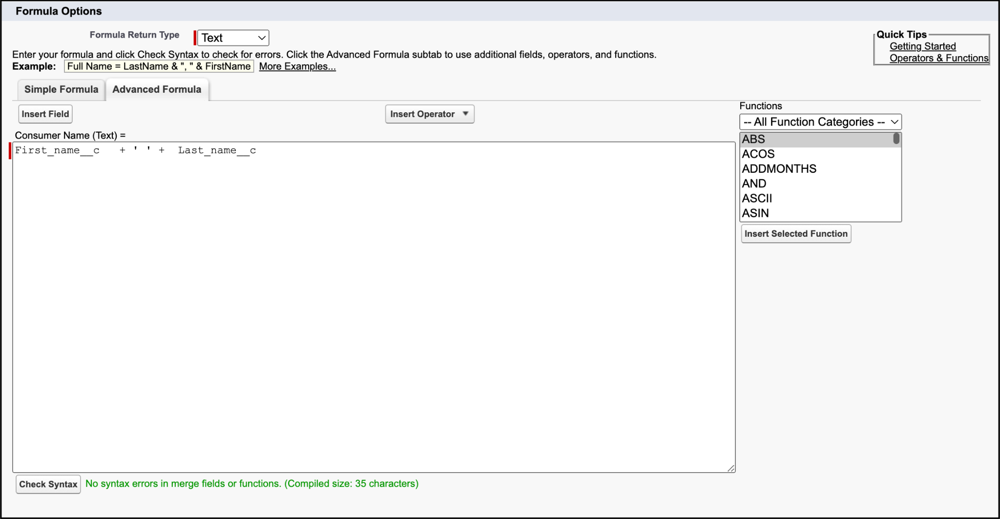 Formula Options
Formula Return Type
Text
Quick Tips
Getting Started
Operators & Functions
Enter your formula and click Check Syntax to check for errors. Click the Advanced Formula subtab to use additional fields, operators, and functions.
Example: Full Name = LastName & ", " & FirstName More Examples...
Simple Formula Advanced Formula
Insert Field
Insert Operator
Functions
-- All Function Categories --
ABS
ACOS
ADDMONTHS
AND
ASCII
ASIN
Insert Selected Function
Consumer Name (Text) =
First_name__c + ' ' + Last_name__c
Check Syntax No syntax errors in merge fields or functions. (Compiled size: 35 characters)